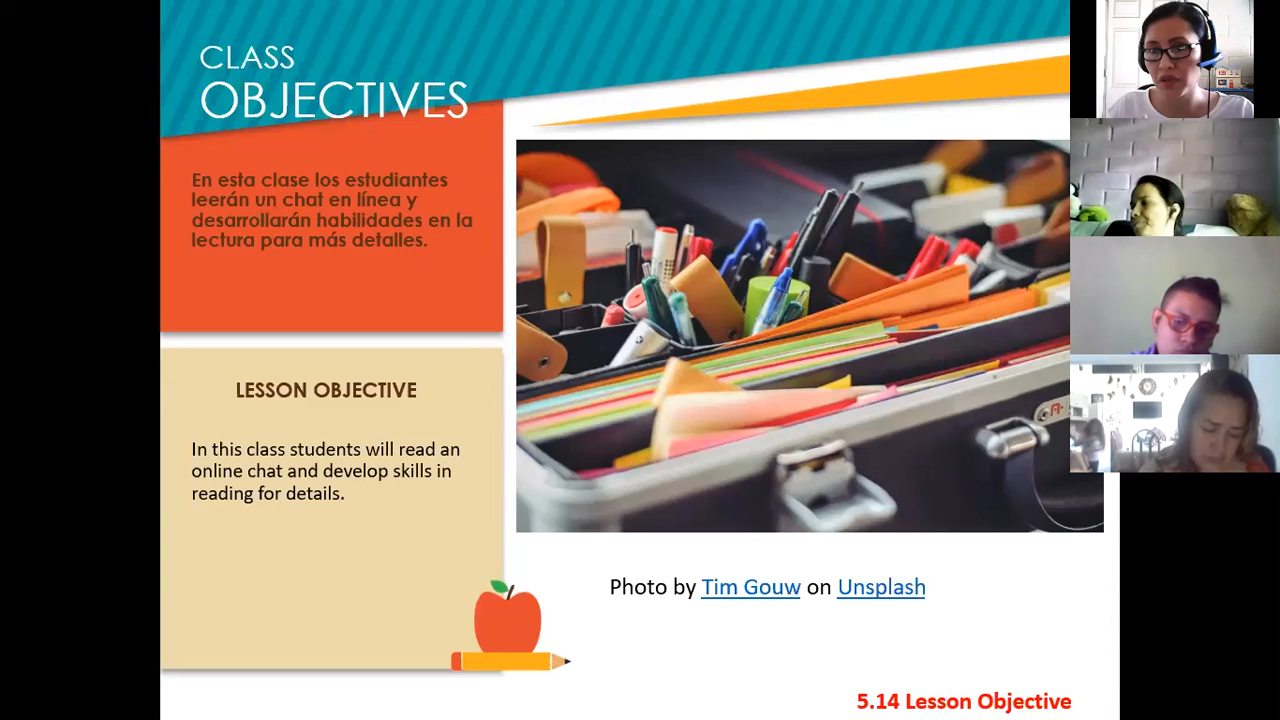 CLASS
OBJECTIVES
En esta clase los estudiantes
leerán un chat en línea y
desarrollarán habilidades en la
lectura para más detalles.
LESSON OBJECTIVE
In this class students will read an
online chat and develop skills in
reading for details.
Photo by Tim Gouw on Unsplash
5.14 Lesson Objective